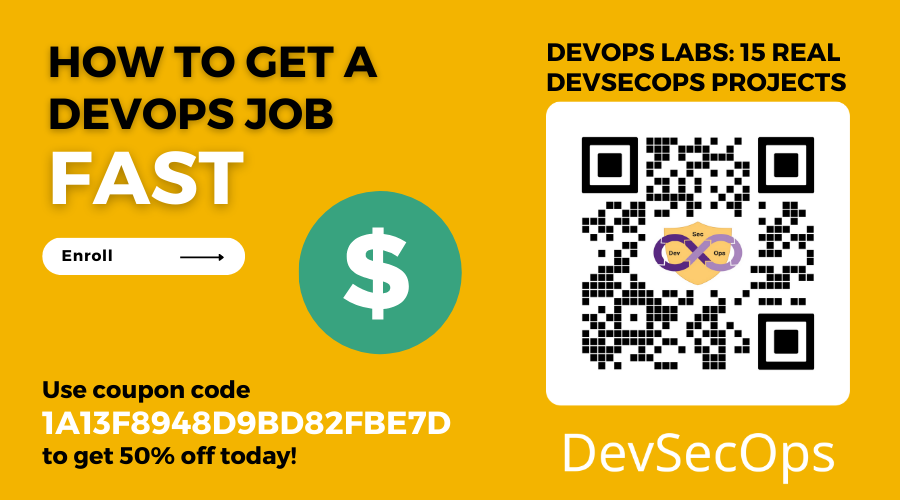 HOW TO GET A
DEVOPS JOB
FAST
Enroll
$
Use coupon code
1A13F8948D9BD82FBE7D
to get 50% off today!
DEVOPS LABS: 15 REAL
DEVSECOPS PROJECTS
Sec
Dev
Ops
DevSecOps